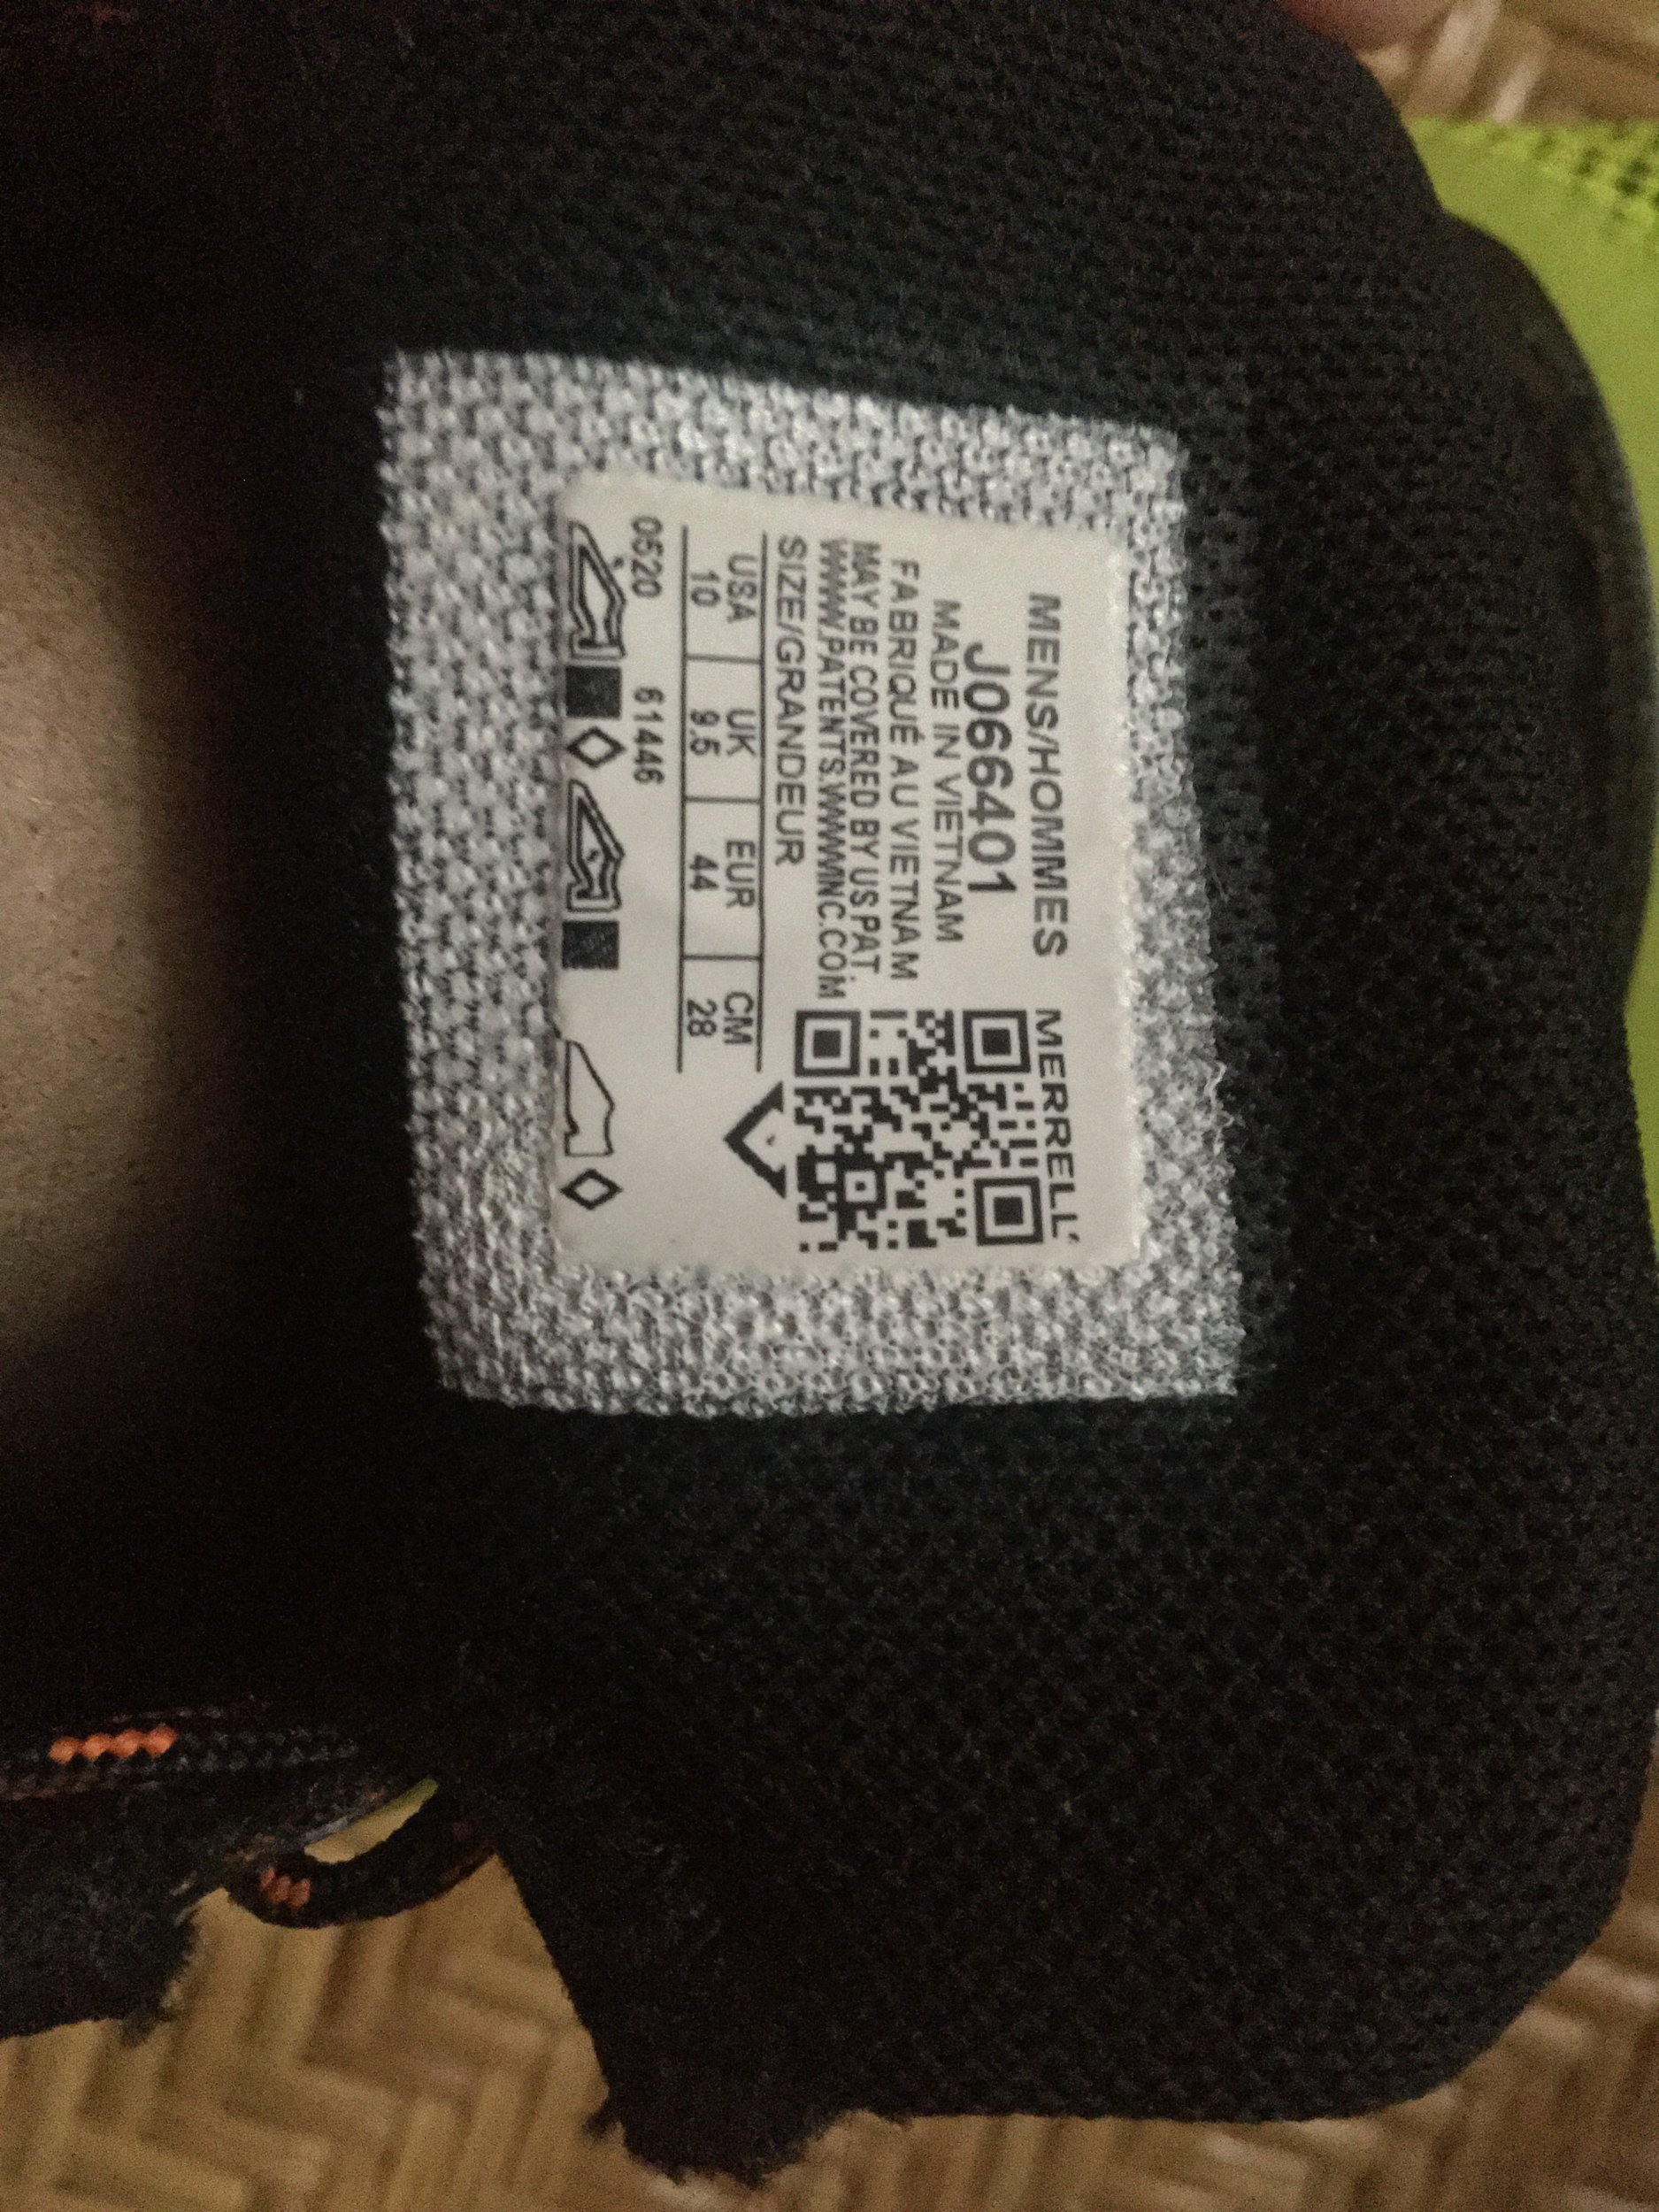 MENS/HOMMES
MERRELL
J066401
MADE IN VIETNAM
FABRIQUÉ AU VIETNAM
MAY BE COVERED BY US PAT.
WWW.PATENTS.WWWINC.COM
SIZE/GRANDEUR
USA UK EUR CM
10 9.5 44 28
0520 61446